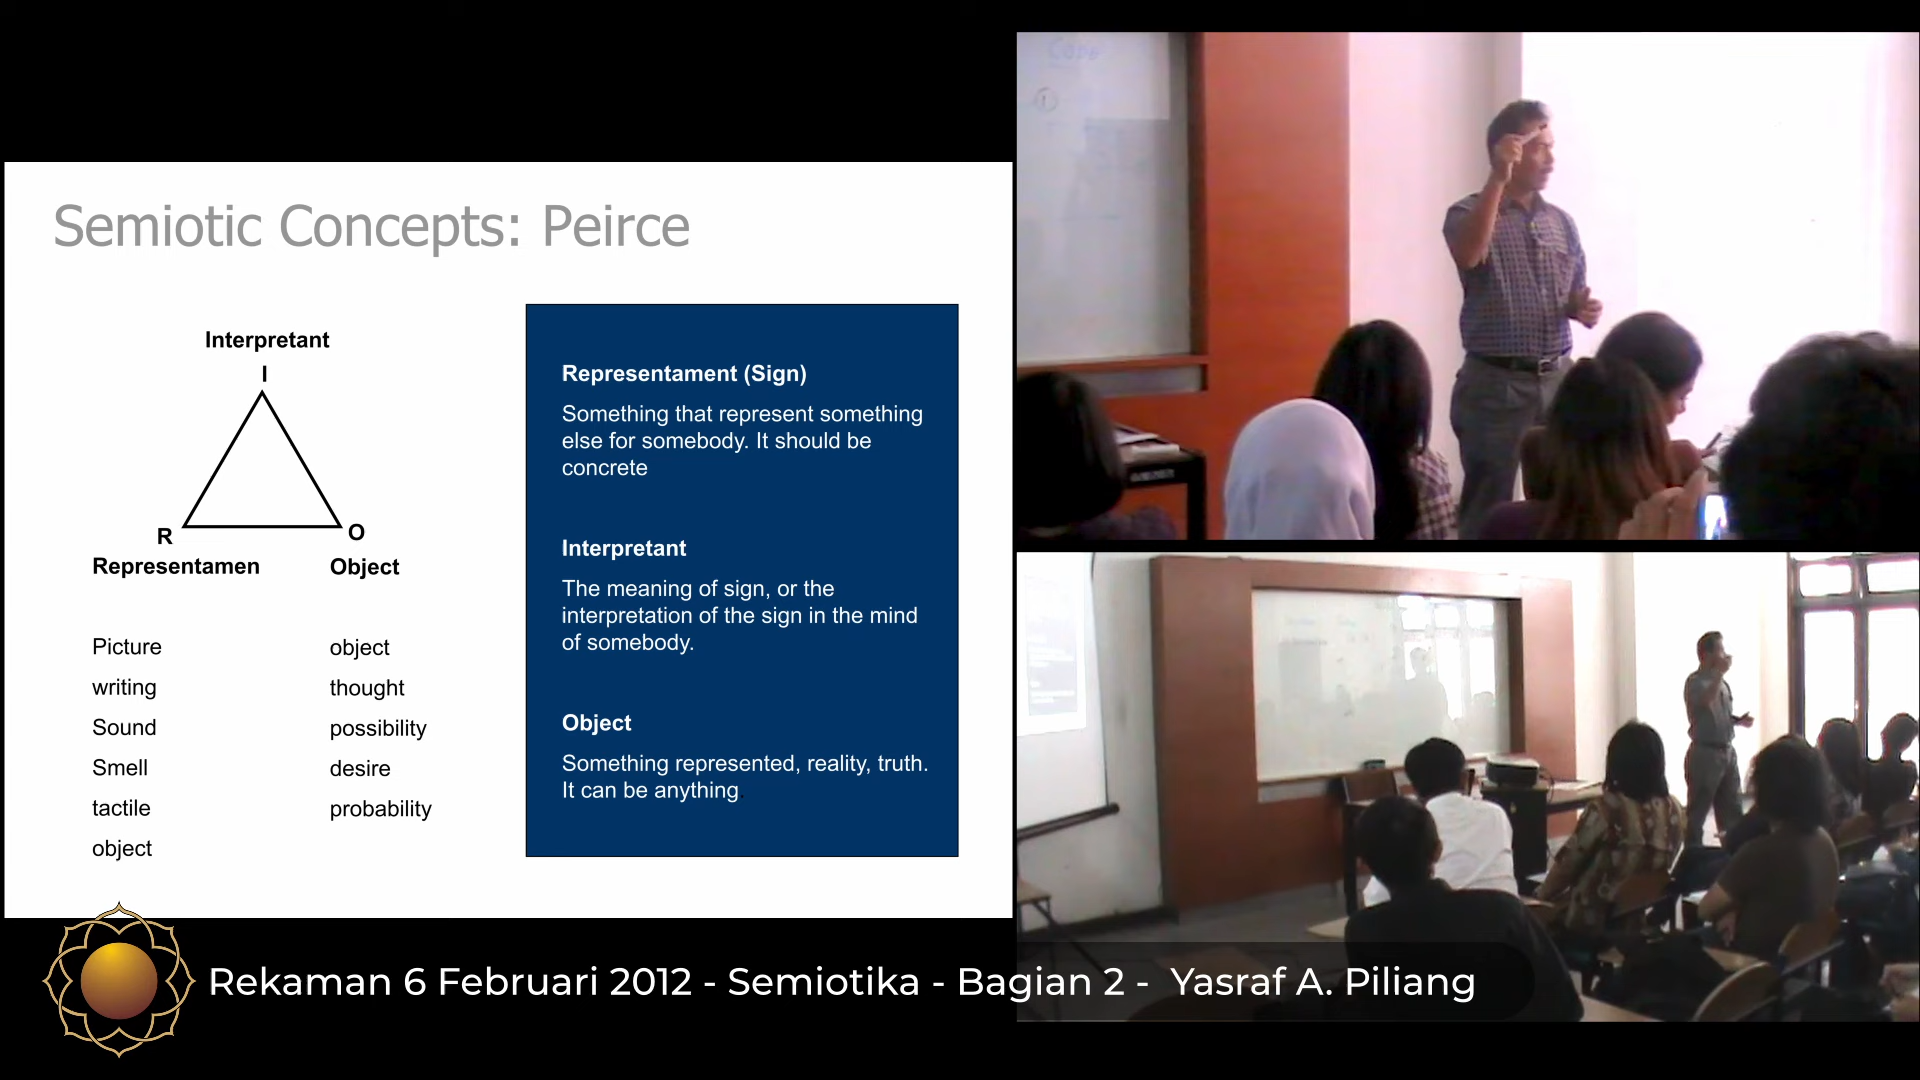 Semiotic Concepts: Peirce
Interpretant
I
R
O
Representamen
Object
Picture
object
writing
thought
Sound
possibility
Smell
desire
tactile
probability
object
Representament (Sign)
Something that represent something
else for somebody. It should be
concrete
Interpretant
The meaning of sign, or the
interpretation of the sign in the mind
of somebody.
Object
Something represented, reality, truth.
It can be anything.
Code
1
Rekaman 6 Februari 2012 - Semiotika - Bagian 2 - Yasraf A. Piliang